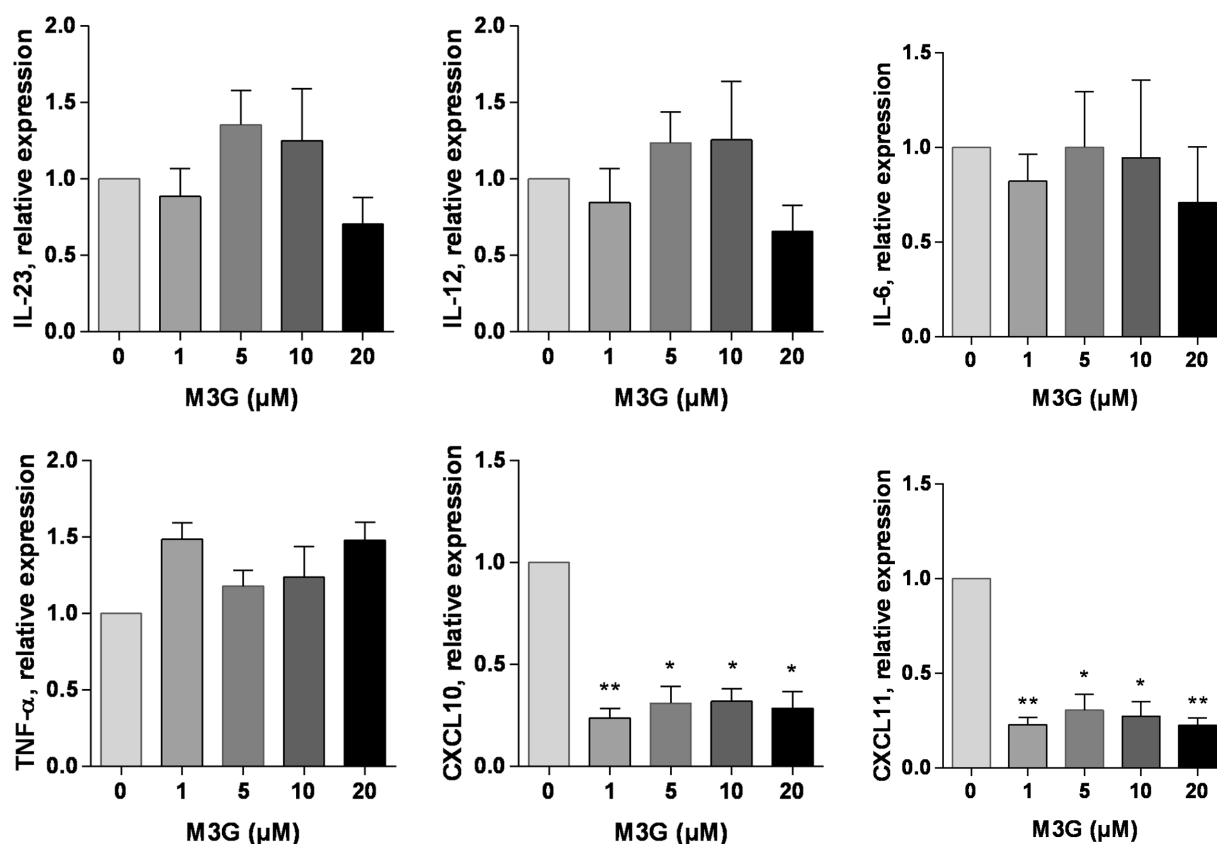 IL-23, relative expression
2.0
1.5
1.0
0.5
0.0
0 1 5 10 20
M3G (µM)
IL-12, relative expression
2.0
1.5
1.0
0.5
0.0
0 1 5 10 20
M3G (µM)
IL-6, relative expression
1.5
1.0
0.5
0.0
0 1 5 10 20
M3G (µM)
TNF-α, relative expression
2.0
1.5
1.0
0.5
0.0
0 1 5 10 20
M3G (µM)
CXCL10, relative expression
1.5
1.0
0.5
0.0
** * * *
0 1 5 10 20
M3G (µM)
CXCL11, relative expression
1.5
1.0
0.5
0.0
** * * **
0 1 5 10 20
M3G (µM)